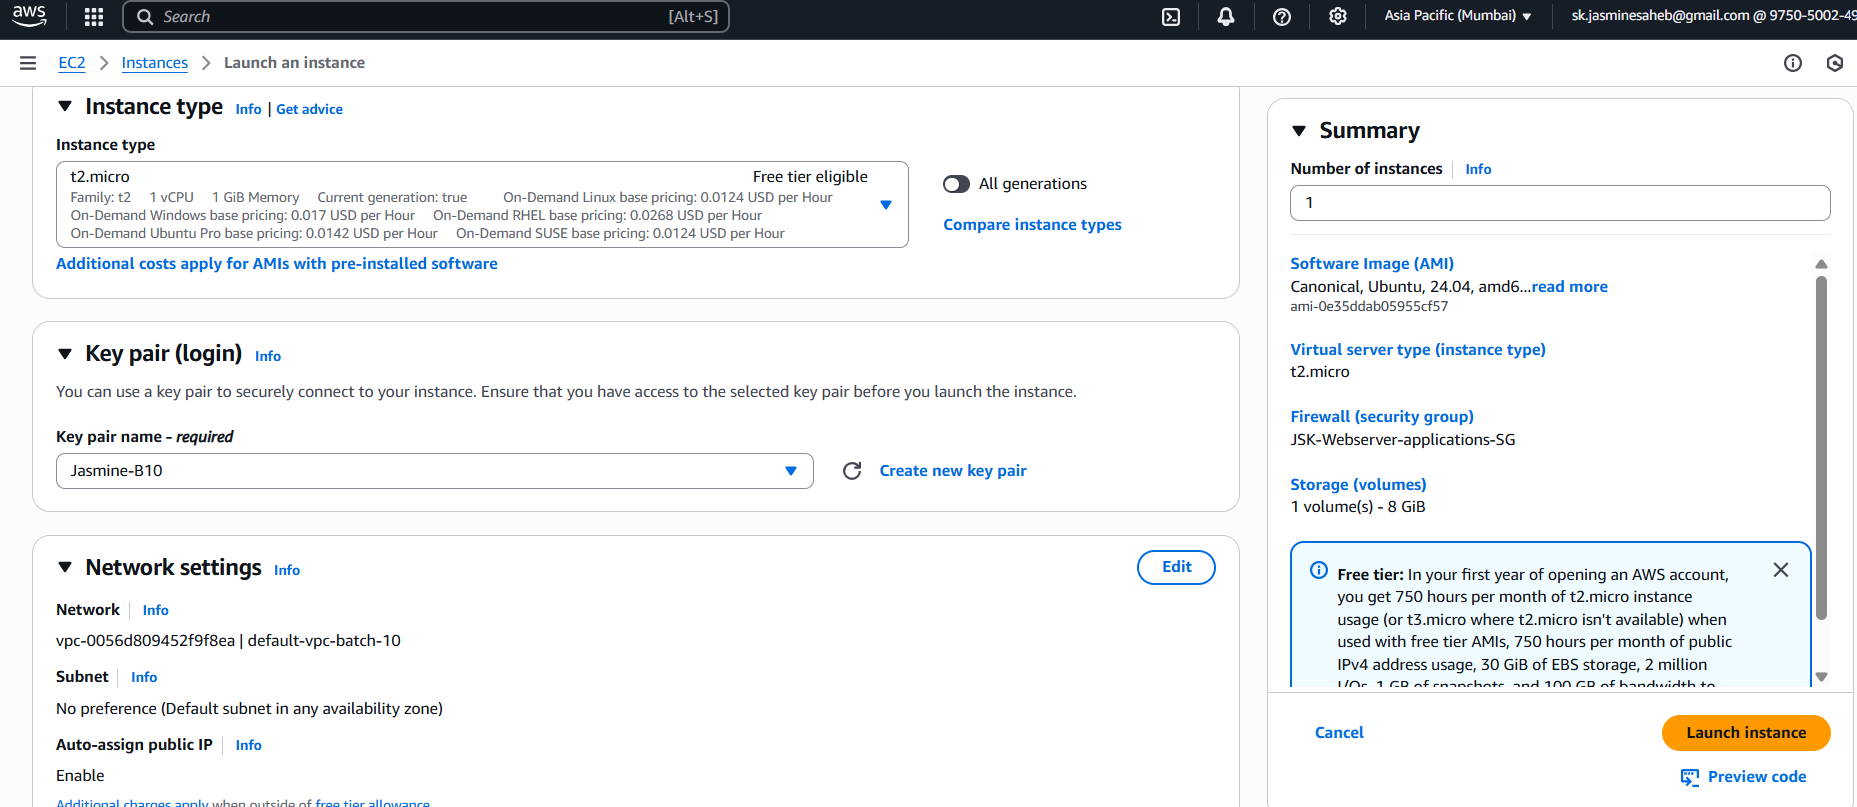 aws
Search [Alt+S]
Asia Pacific (Mumbai) sk.jasminesaheb@gmail.com @ 9750-5002-49
EC2 Instances Launch an instance
Instance type Info | Get advice
Instance type
t2.micro Free tier eligible
Family: t2 1 vCPU 1 GiB Memory Current generation: true On-Demand Linux base pricing: 0.0124 USD per Hour
On-Demand Windows base pricing: 0.017 USD per Hour On-Demand RHEL base pricing: 0.0268 USD per Hour
On-Demand Ubuntu Pro base pricing: 0.0142 USD per Hour On-Demand SUSE base pricing: 0.0124 USD per Hour
All generations
Compare instance types
Additional costs apply for AMIs with pre-installed software
Key pair (login) Info
You can use a key pair to securely connect to your instance. Ensure that you have access to the selected key pair before you launch the instance.
Key pair name - required
Jasmine-B10
Create new key pair
Network settings Info
Edit
Network Info
vpc-0056d809452f9f8ea | default-vpc-batch-10
Subnet Info
No preference (Default subnet in any availability zone)
Auto-assign public IP Info
Enable
Additional charges apply when outside of free tier allowance
Summary
Number of instances Info
1
Software Image (AMI)
Canonical, Ubuntu, 24.04, amd6...read more
ami-0e35ddab05955cf57
Virtual server type (instance type)
t2.micro
Firewall (security group)
JSK-Webserver-applications-SG
Storage (volumes)
1 volume(s) - 8 GiB
Free tier: In your first year of opening an AWS account,
you get 750 hours per month of t2.micro instance
usage (or t3.micro where t2.micro isn't available) when
used with free tier AMIs, 750 hours per month of public
IPv4 address usage, 30 GiB of EBS storage, 2 million
I/Os, 1 GB of snapshots, and 100 GB of bandwidth to
Cancel
Launch instance
Preview code